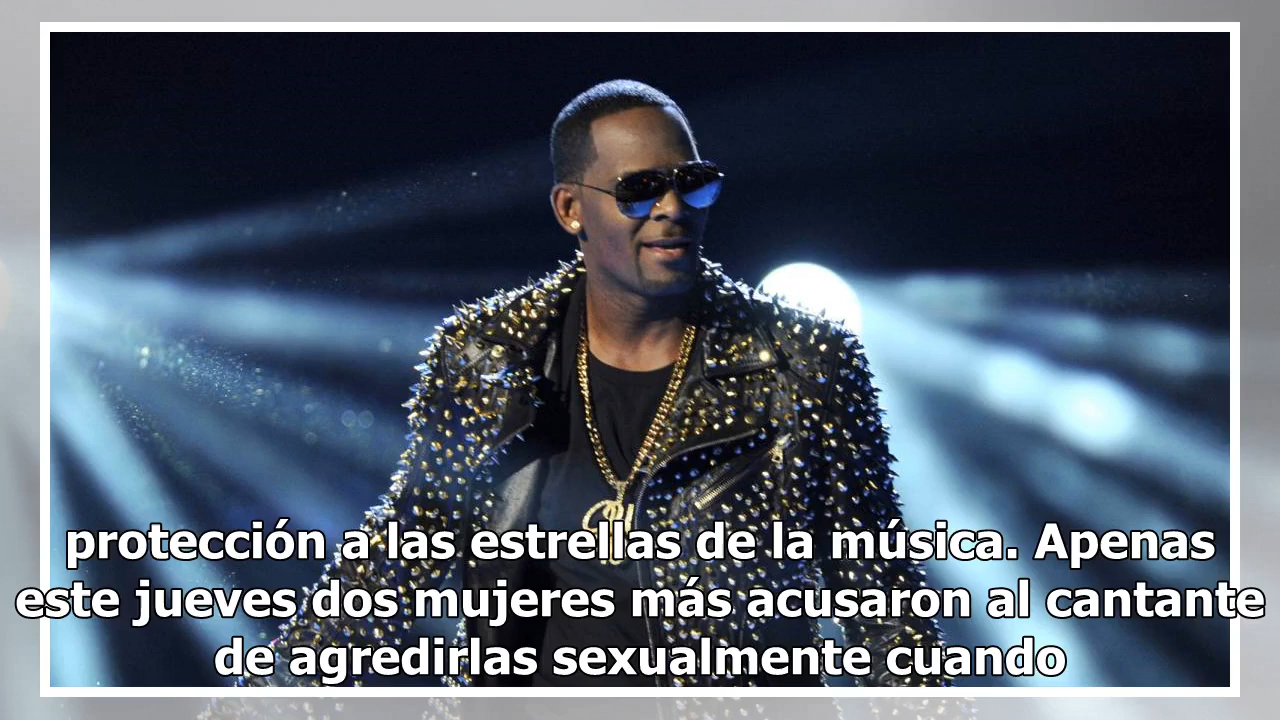 protección a las estrellas de la música. Apenas
este jueves dos mujeres más acusaron al cantante
de agredirlas sexualmente cuando